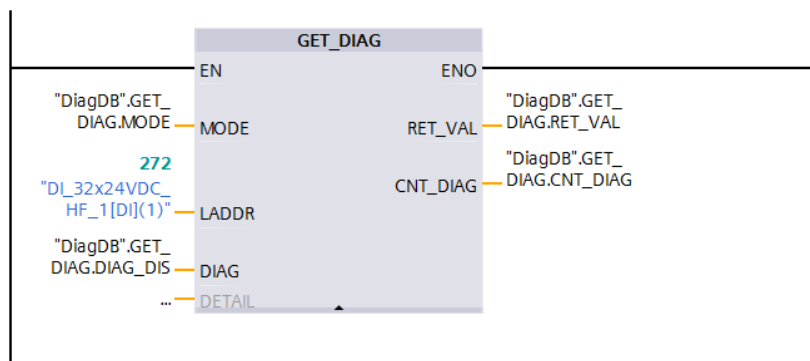 GET_DIAG
EN ENO
"DiagDB".GET_
DIAG.MODE MODE
RET_VAL "DiagDB".GET_
DIAG.RET_VAL
272
"DI_32x24VDC_
HF_1[DI](1)" LADDR
CNT_DIAG "DiagDB".GET_
DIAG.CNT_DIAG
"DiagDB".GET_
DIAG.DIAG_DIS DIAG
... DETAIL